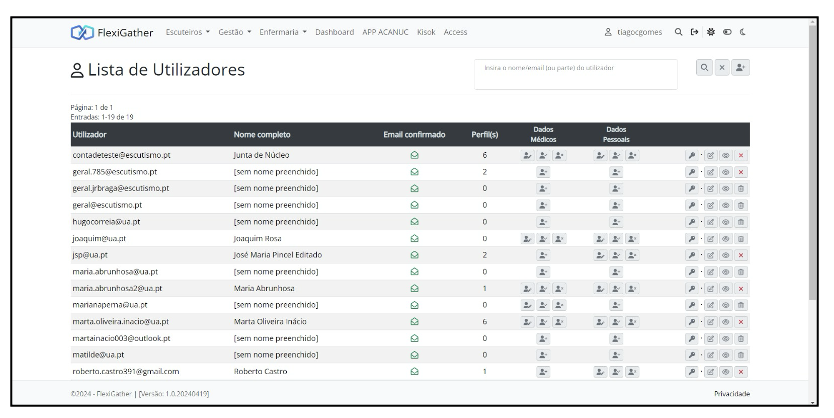 FlexiGather Escuteiros Gestão Enfermaria Dashboard APP ACANUC Kisok Access tiagocgomes
Lista de Utilizadores
Insira o nome/email (ou parte) do utilizador
Página: 1 de 1
Entradas: 1-19 de 19
Utilizador Nome completo Email confirmado Perfil(s) Dados Médicos Dados Pessoais
contadeteste@escutismo.pt Junta de Núcleo 6
geral.785@escutismo.pt [sem nome preenchido] 2
geral.jrbraga@escutismo.pt [sem nome preenchido] 0
geral@escutismo.pt [sem nome preenchido] 0
hugocorreia@ua.pt [sem nome preenchido] 0
joaquim@ua.pt Joaquim Rosa 0
jsp@ua.pt José Maria Pincel Editado 2
maria.abrunhosa@ua.pt [sem nome preenchido] 0
maria.abrunhosa2@ua.pt Maria Abrunhosa 1
marianaperna@ua.pt [sem nome preenchido] 0
marta.oliveira.inacio@ua.pt Marta Oliveira Inácio 6
martainacio003@outlook.pt [sem nome preenchido] 0
matilde@ua.pt [sem nome preenchido] 0
roberto.castro391@gmail.com Roberto Castro 1
©2024 - FlexiGather | [Versão: 1.0.20240419] Privacidade